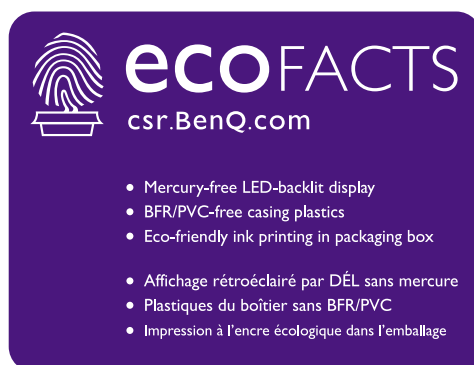 ecoFACTS
csr.BenQ.com
• Mercury-free LED-backlit display
• BFR/PVC-free casing plastics
• Eco-friendly ink printing in packaging box
• Affichage rétroéclairé par DÉL sans mercure
• Plastiques du boîtier sans BFR/PVC
• Impression à l'encre écologique dans l'emballage